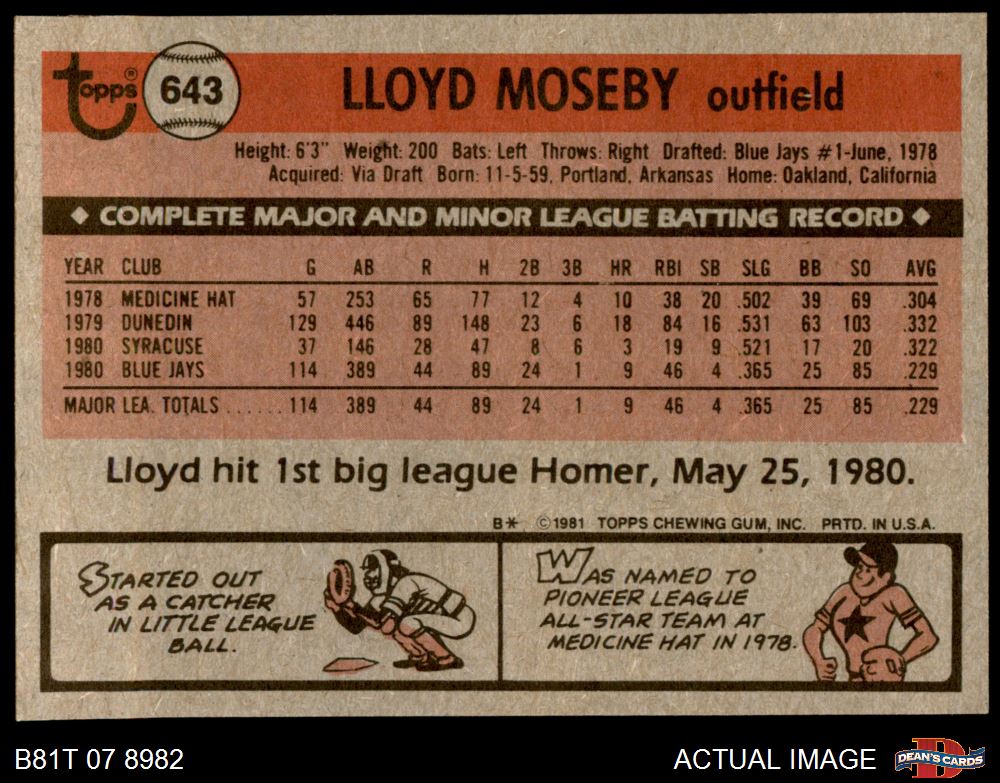 topps® 643 LLOYD MOSEBY outfield
Height: 6'3" Weight: 200 Bats: Left Throws: Right Drafted: Blue Jays #1-June, 1978
Acquired: Via Draft Born: 11-5-59, Portland, Arkansas Home: Oakland, California
◆ COMPLETE MAJOR AND MINOR LEAGUE BATTING RECORD ◆
YEAR CLUB G AB R H 2B 3B HR RBI SB SLG BB SO AVG
1978 MEDICINE HAT 57 253 65 77 12 4 10 38 20 .502 39 69 .304
1979 DUNEDIN 129 446 89 148 23 6 18 84 16 .531 63 103 .332
1980 SYRACUSE 37 146 28 47 8 6 3 19 9 .521 17 20 .322
1980 BLUE JAYS 114 389 44 89 24 1 9 46 4 .365 25 85 .229
MAJOR LEA. TOTALS ...... 114 389 44 89 24 1 9 46 4 .365 25 85 .229
Lloyd hit 1st big league Homer, May 25, 1980.
B* ©1981 TOPPS CHEWING GUM, INC. PRTD. IN U.S.A.
STARTED OUT
AS A CATCHER
IN LITTLE LEAGUE
BALL.
WAS NAMED TO
PIONEER LEAGUE
ALL-STAR TEAM AT
MEDICINE HAT IN 1978.
B81T 07 8982 ACTUAL IMAGE DEAN'S CARDS